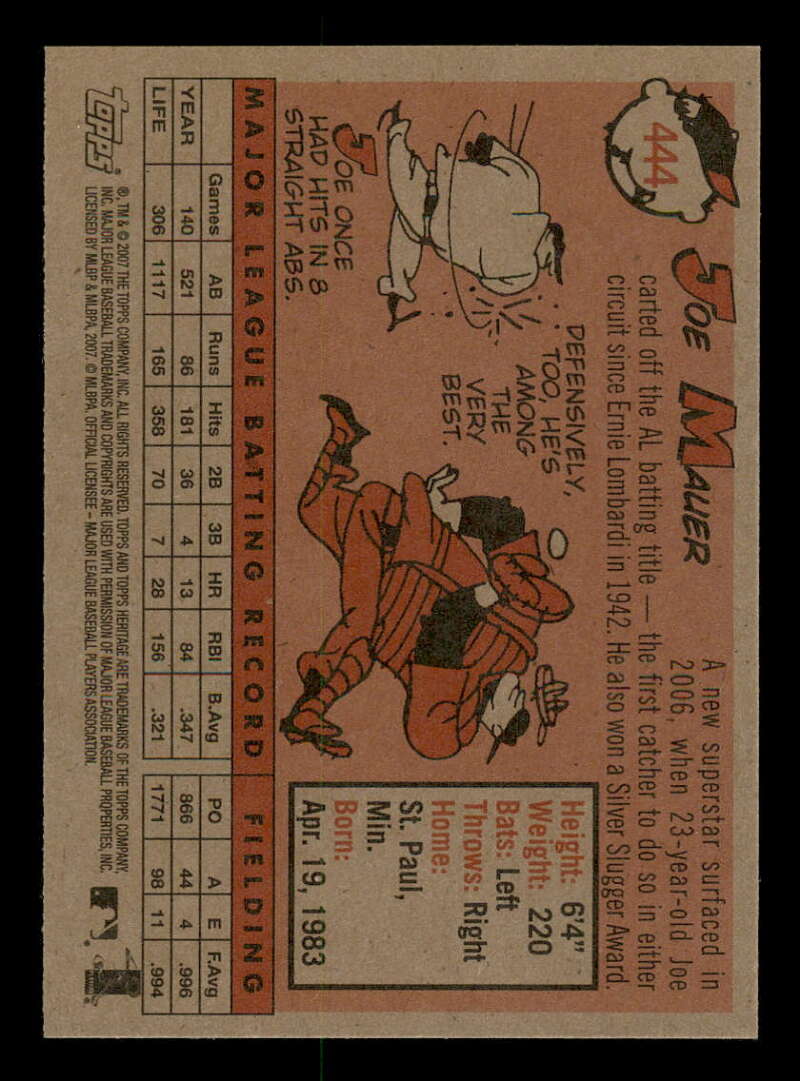 444
JOE MAUER
A new superstar surfaced in
2006, when 23-year-old Joe
carted off the AL batting title — the first catcher to do so in either
circuit since Ernie Lombardi in 1942. He also won a Silver Slugger Award.
JOE ONCE
HAD HITS IN 8
STRAIGHT ABS.
DEFENSIVELY,
TOO, HE'S
AMONG
THE
VERY
BEST.
Height: 6'4"
Weight: 220
Bats: Left
Throws: Right
Home:
St. Paul,
Min.
Born:
Apr. 19, 1983
MAJOR LEAGUE BATTING RECORD FIELDING
Games AB Runs Hits 2B 3B HR RBI B.Avg PO A E F.Avg
YEAR 140 521 86 181 36 4 13 84 .347 866 44 4 .996
LIFE 306 1117 165 358 70 7 28 156 .321 1771 98 11 .994
Topps®
®, TM & © 2007 THE TOPPS COMPANY, INC. ALL RIGHTS RESERVED. TOPPS AND TOPPS HERITAGE ARE TRADEMARKS OF THE TOPPS COMPANY,
INC. MAJOR LEAGUE BASEBALL TRADEMARKS AND COPYRIGHTS ARE USED WITH PERMISSION OF MAJOR LEAGUE BASEBALL PROPERTIES, INC.
LICENSED BY MLBP & MLBPA, 2007. © MLBPA, OFFICIAL LICENSEE – MAJOR LEAGUE BASEBALL PLAYERS ASSOCIATION.